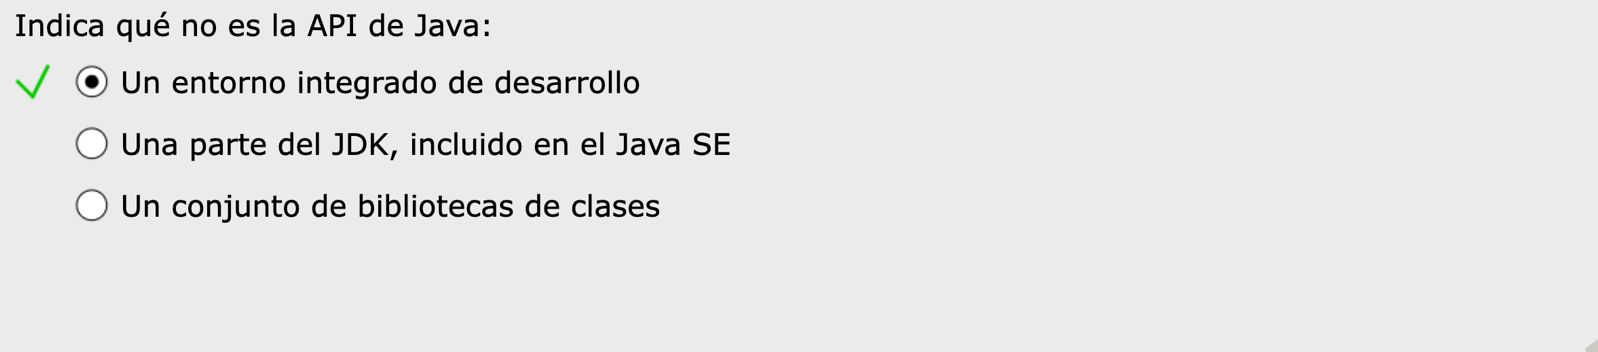 Indica qué no es la API de Java:
Un entorno integrado de desarrollo
Una parte del JDK, incluido en el Java SE
Un conjunto de bibliotecas de clases